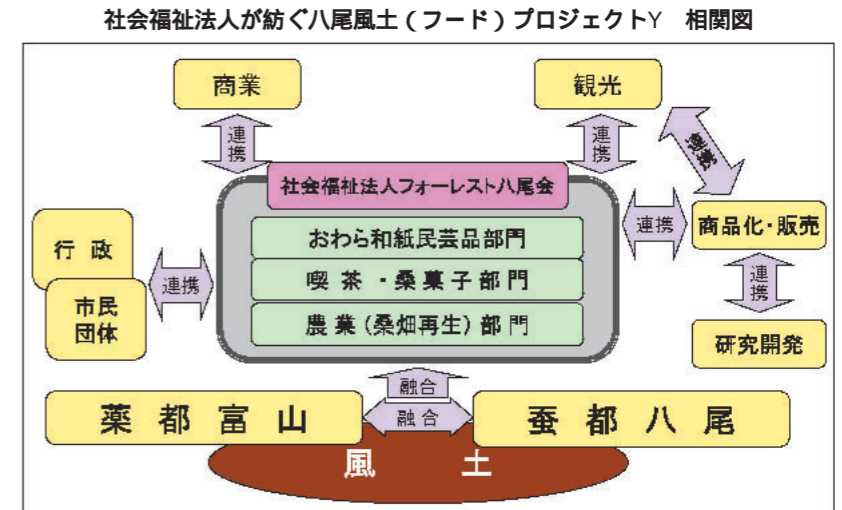 社会福祉法人が紡ぐ八尾風土(フード)プロジェクトY 相関図
商業
観光
連携
連携
連携
社会福祉法人フォーレスト八尾会
おわら和紙民芸品部門
喫茶・桑菓子部門
農業(桑畑再生)部門
連携
商品化・販売
行政
市民
団体
連携
連携
研究開発
融合
薬都富山
融合
蚕都八尾
風土